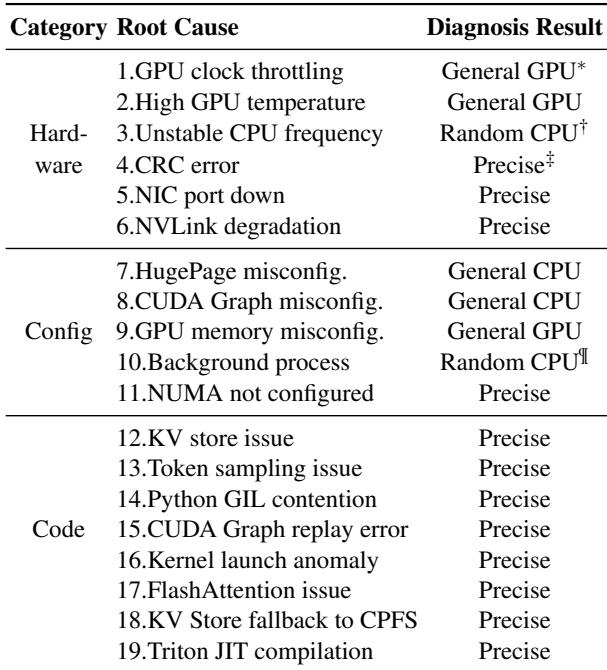 Category Root Cause Diagnosis Result
1.GPU clock throttling General GPU*
2.High GPU temperature General GPU
Hard- 3.Unstable CPU frequency Random CPU†
ware 4.CRC error Precise‡
5.NIC port down Precise
6.NVLink degradation Precise
7.HugePage misconfig. General CPU
8.CUDA Graph misconfig. General CPU
Config 9.GPU memory misconfig. General GPU
10.Background process Random CPU¶
11.NUMA not configured Precise
12.KV store issue Precise
13.Token sampling issue Precise
14.Python GIL contention Precise
Code 15.CUDA Graph replay error Precise
16.Kernel launch anomaly Precise
17.FlashAttention issue Precise
18.KV Store fallback to CPFS Precise
19.Triton JIT compilation Precise